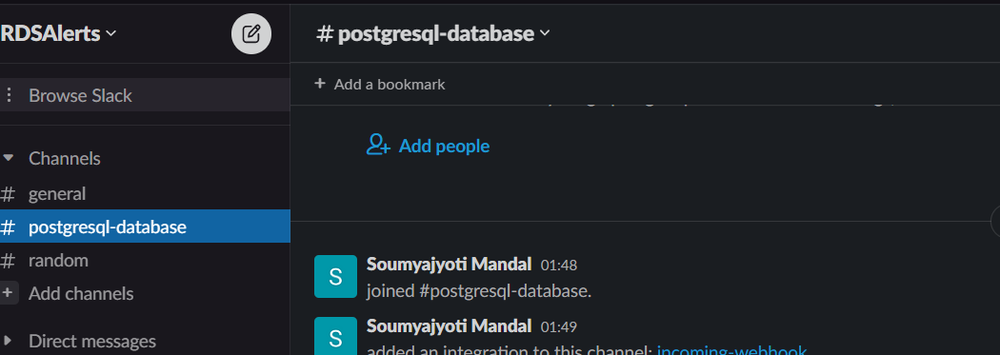 RDSAlerts
Browse Slack
Channels
# general
# postgresql-database
# random
+ Add channels
Direct messages
# postgresql-database
+ Add a bookmark
Add people
S
Soumyajyoti Mandal 01:48
joined #postgresql-database.
S
Soumyajyoti Mandal 01:49
added an integration to this channel: incoming-webhook